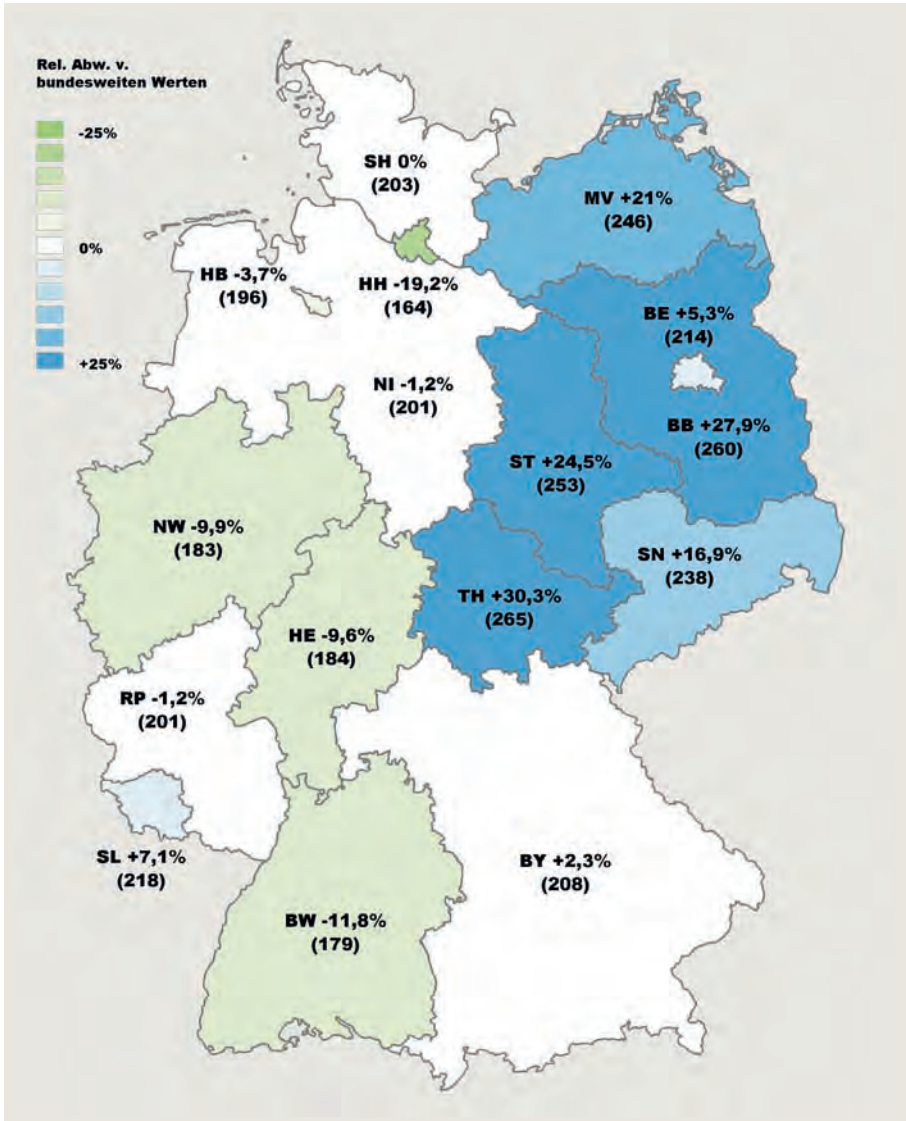 Rel. Abw. v.
bundesweiten Werten
-25%
0%
+25%
SH 0%
(203)
MV +21%
(246)
HB -3,7%
(196)
HH -19,2%
(164)
BE +5,3%
(214)
NI -1,2%
(201)
BB +27,9%
(260)
ST +24,5%
(253)
NW -9,9%
(183)
SN +16,9%
(238)
TH +30,3%
(265)
HE -9,6%
(184)
RP -1,2%
(201)
SL +7,1%
(218)
BY +2,3%
(208)
BW -11,8%
(179)